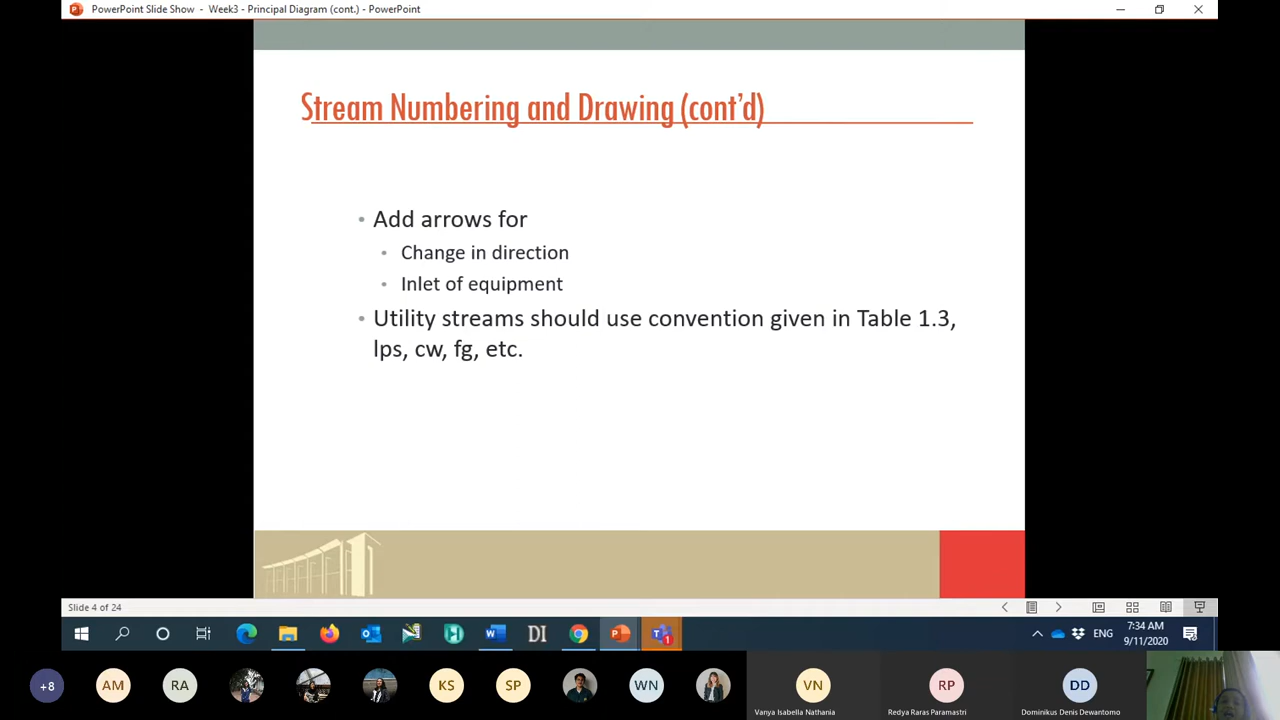 PowerPoint Slide Show - Week3 - Principal Diagram (cont.) - PowerPoint
Stream Numbering and Drawing (cont'd)
• Add arrows for
• Change in direction
• Inlet of equipment
• Utility streams should use convention given in Table 1.3,
lps, cw, fg, etc.
Slide 4 of 24
DI
1
ENG
7:34 AM
9/11/2020
+8
AM
RA
KS
SP
WN
VN
RP
DD
Vanya Isabella Nathania
Redya Raras Paramastri
Dominikus Denis Dewantomo